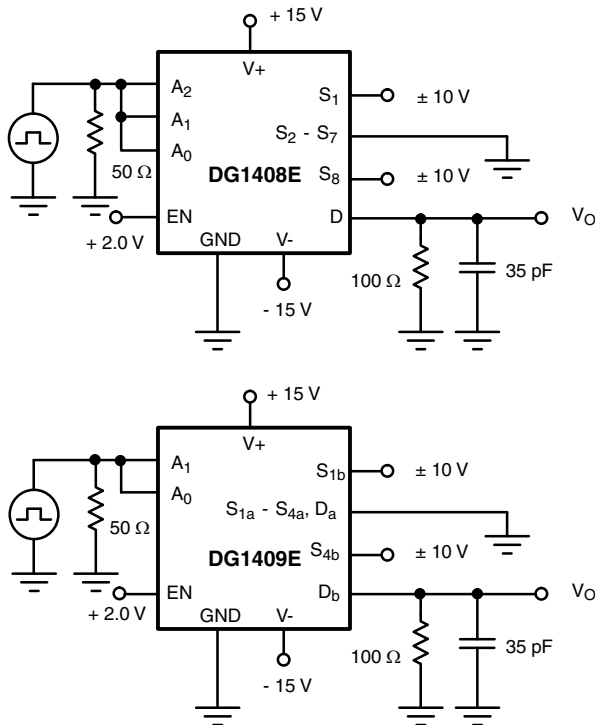 + 15 V
V+
A2
S1
± 10 V
A1
S2 - S7
A0
50 Ω
DG1408E
S8
± 10 V
EN
D
VO
+ 2.0 V
GND
V-
100 Ω
35 pF
- 15 V
+ 15 V
V+
A1
S1b
± 10 V
A0
S1a - S4a, Da
50 Ω
DG1409E
S4b
± 10 V
EN
Db
VO
+ 2.0 V
GND
V-
100 Ω
35 pF
- 15 V